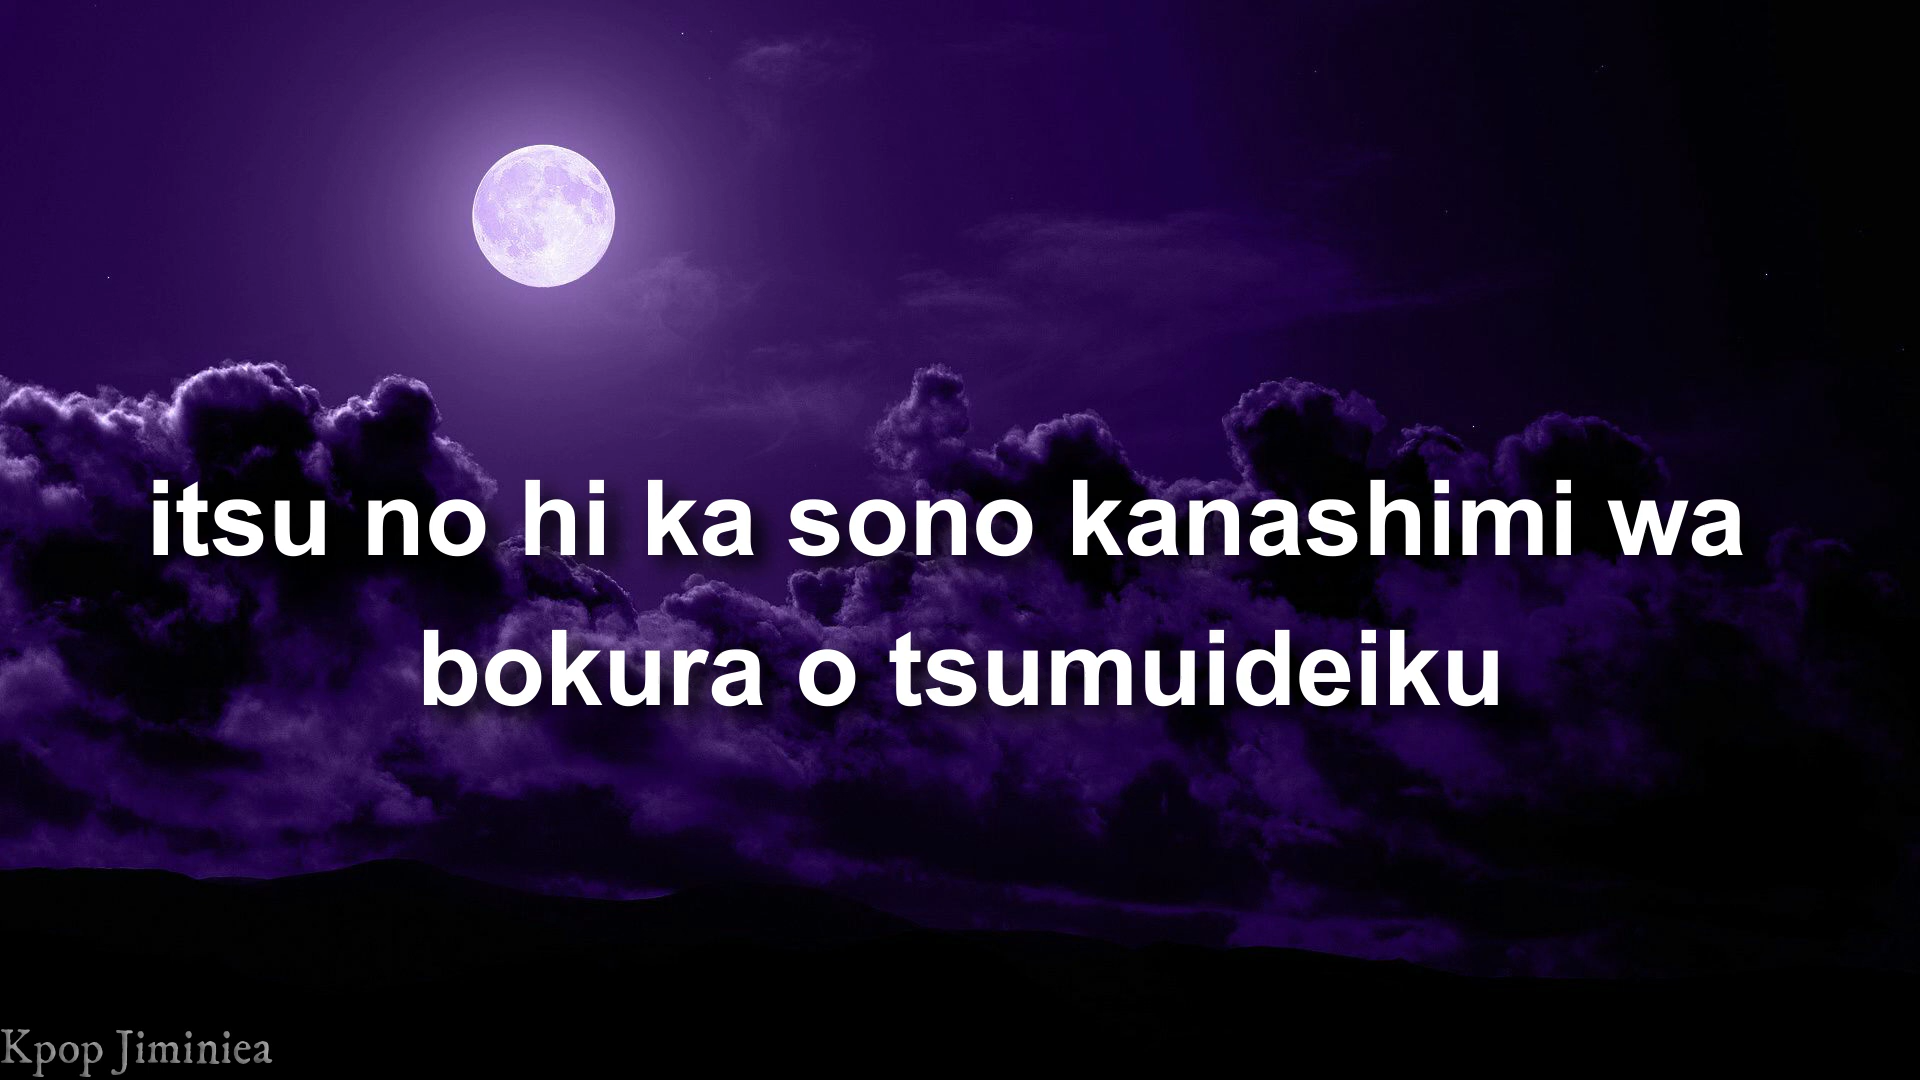 itsu no hi ka sono kanashimi wa
bokura o tsumuideiku
Kpop Jiminiea